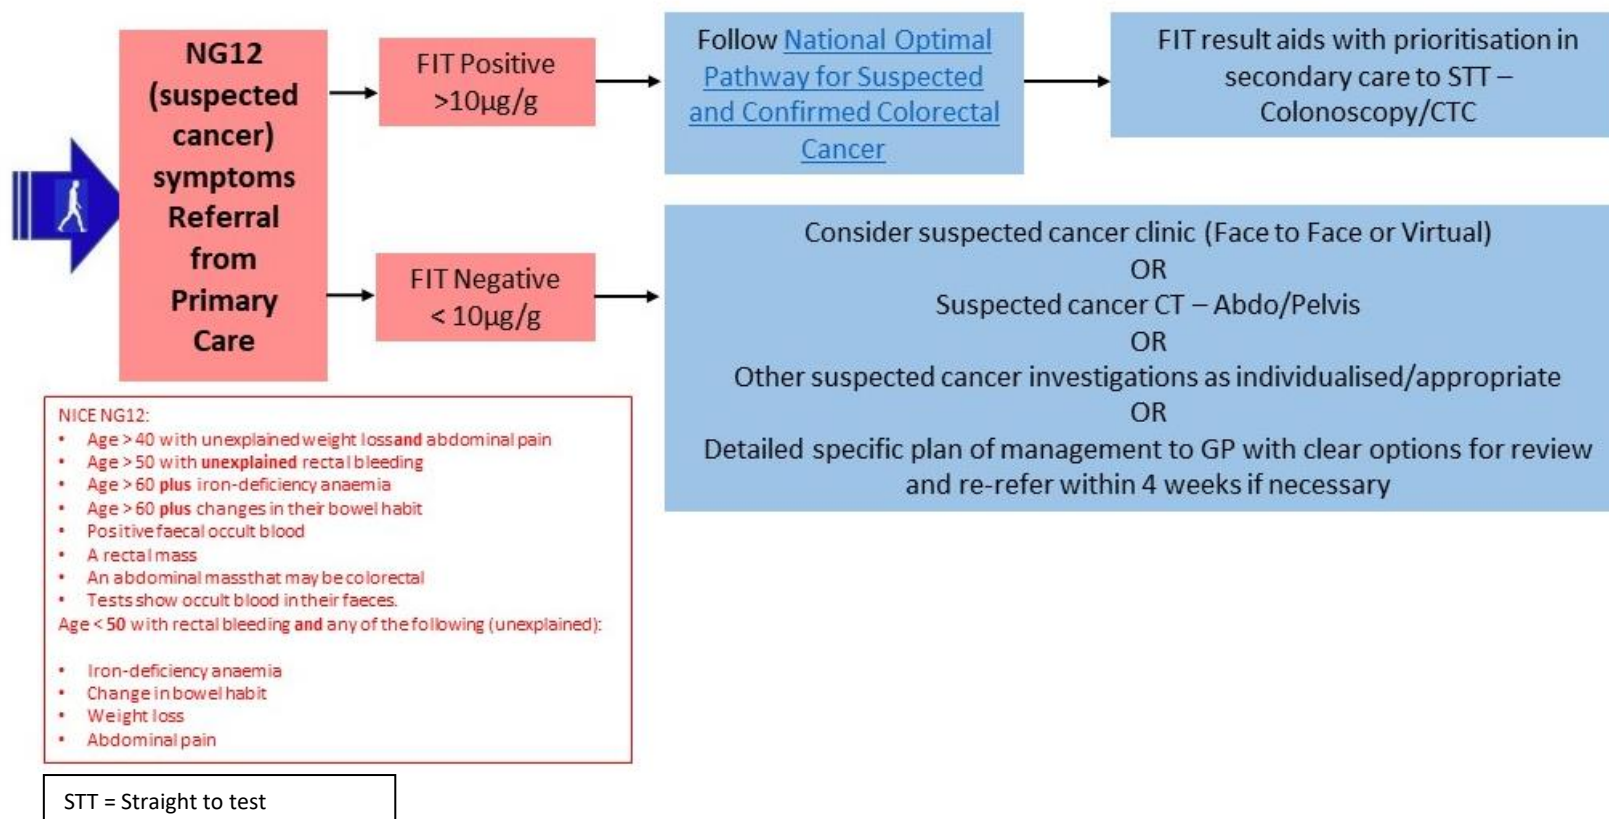 NG12
(suspected
cancer)
symptoms
Referral
from
Primary
Care
FIT Positive
>10µg/g
Follow National Optimal
Pathway for Suspected
and Confirmed Colorectal
Cancer
FIT result aids with prioritisation in
secondary care to STT –
Colonoscopy/CTC
FIT Negative
< 10µg/g
Consider suspected cancer clinic (Face to Face or Virtual)
OR
Suspected cancer CT – Abdo/Pelvis
OR
Other suspected cancer investigations as individualised/appropriate
OR
Detailed specific plan of management to GP with clear options for review
and re-refer within 4 weeks if necessary
NICE NG12:
• Age > 40 with unexplained weight lossand abdominal pain
• Age > 50 with unexplained rectal bleeding
• Age > 60 plus iron-deficiency anaemia
• Age > 60 plus changes in their bowel habit
• Positive faecal occult blood
• A rectal mass
• An abdominal massthat may be colorectal
• Tests show occult blood in their faeces.
Age < 50 with rectal bleeding and any of the following (unexplained):
• Iron-deficiency anaemia
• Change in bowel habit
• Weight loss
• Abdominal pain
STT = Straight to test